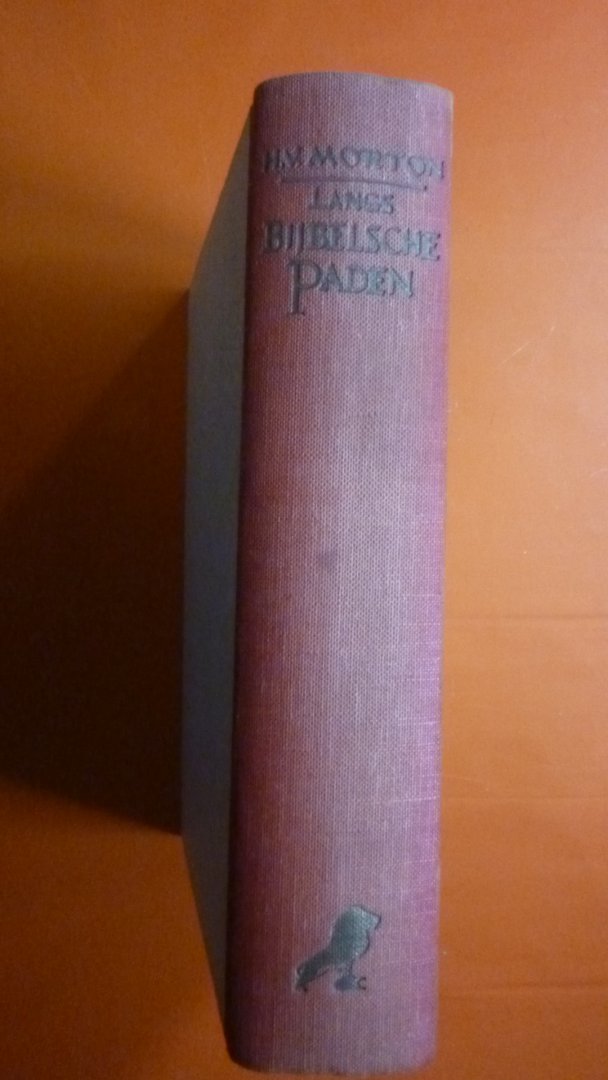 H.V. MORTON
LANGS
BIJBELSCHE
PADEN
C